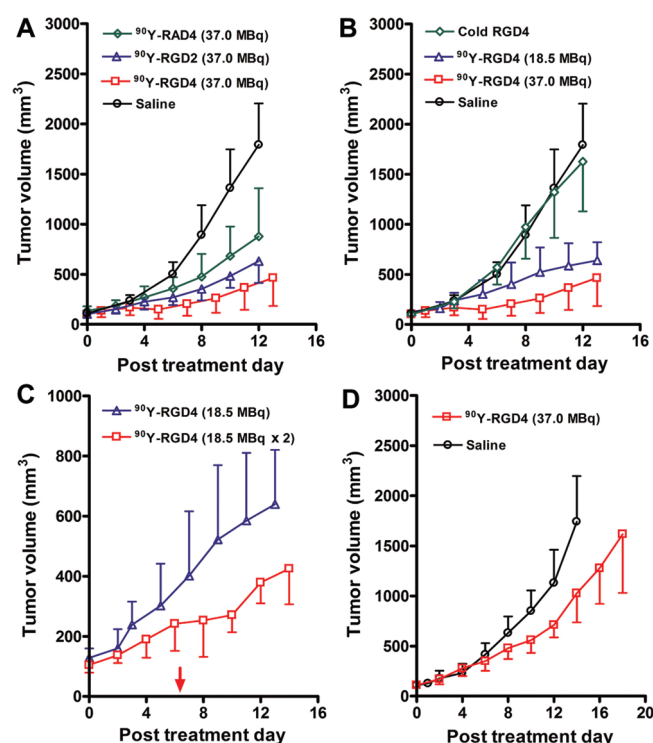 A
⁹⁰Y-RAD4 (37.0 MBq)
⁹⁰Y-RGD2 (37.0 MBq)
⁹⁰Y-RGD4 (37.0 MBq)
Saline
Tumor volume (mm³)
3000
2500
2000
1500
1000
500
0
0 4 8 12 16
Post treatment day
B
Cold RGD4
⁹⁰Y-RGD4 (18.5 MBq)
⁹⁰Y-RGD4 (37.0 MBq)
Saline
Tumor volume (mm³)
3000
2500
2000
1500
1000
500
0
0 4 8 12 16
Post treatment day
C
⁹⁰Y-RGD4 (18.5 MBq)
⁹⁰Y-RGD4 (18.5 MBq x 2)
Tumor volume (mm³)
1000
800
600
400
200
0
0 4 8 12 16
Post treatment day
D
⁹⁰Y-RGD4 (37.0 MBq)
Saline
Tumor volume (mm³)
3000
2500
2000
1500
1000
500
0
0 4 8 12 16 20
Post treatment day